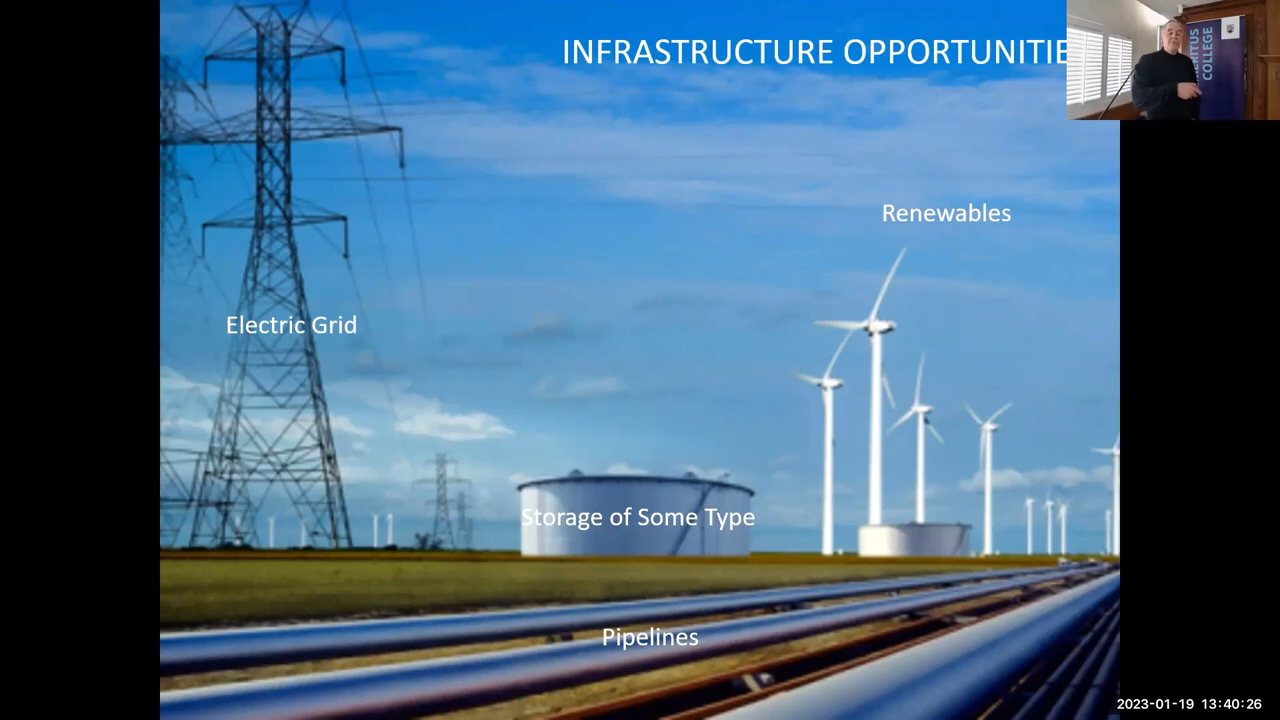 INFRASTRUCTURE OPPORTUNITIE
Renewables
Electric Grid
Storage of Some Type
Pipelines
COLLEGE
2023-01-19 13:40:26